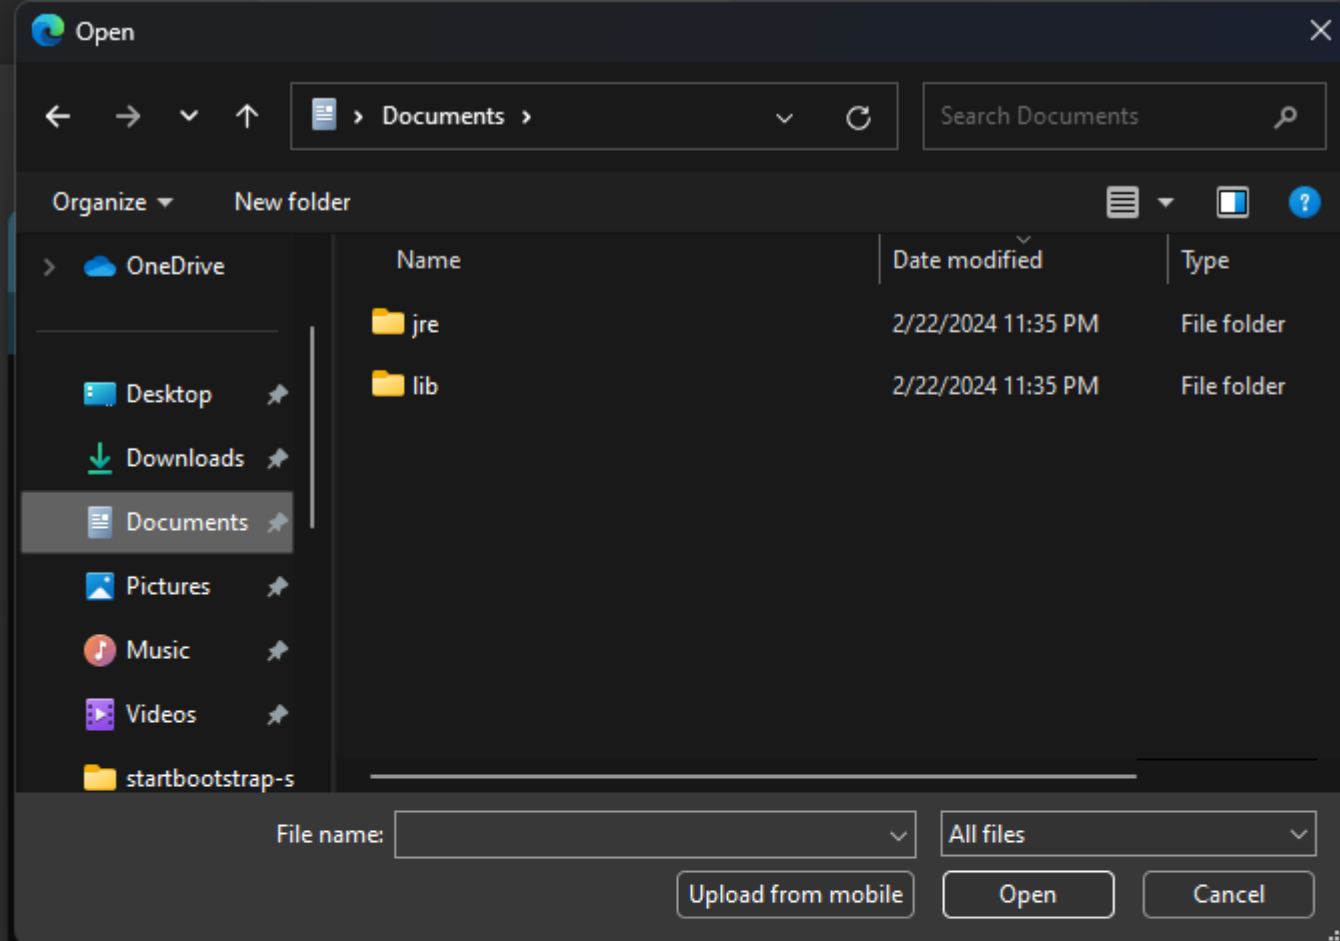 Open
Documents
Search Documents
Organize
New folder
?
OneDrive
Name
Date modified
Type
jre
2/22/2024 11:35 PM
File folder
lib
2/22/2024 11:35 PM
File folder
Desktop
Downloads
Documents
Pictures
Music
Videos
startbootstrap-s
File name:
All files
Upload from mobile
Open
Cancel